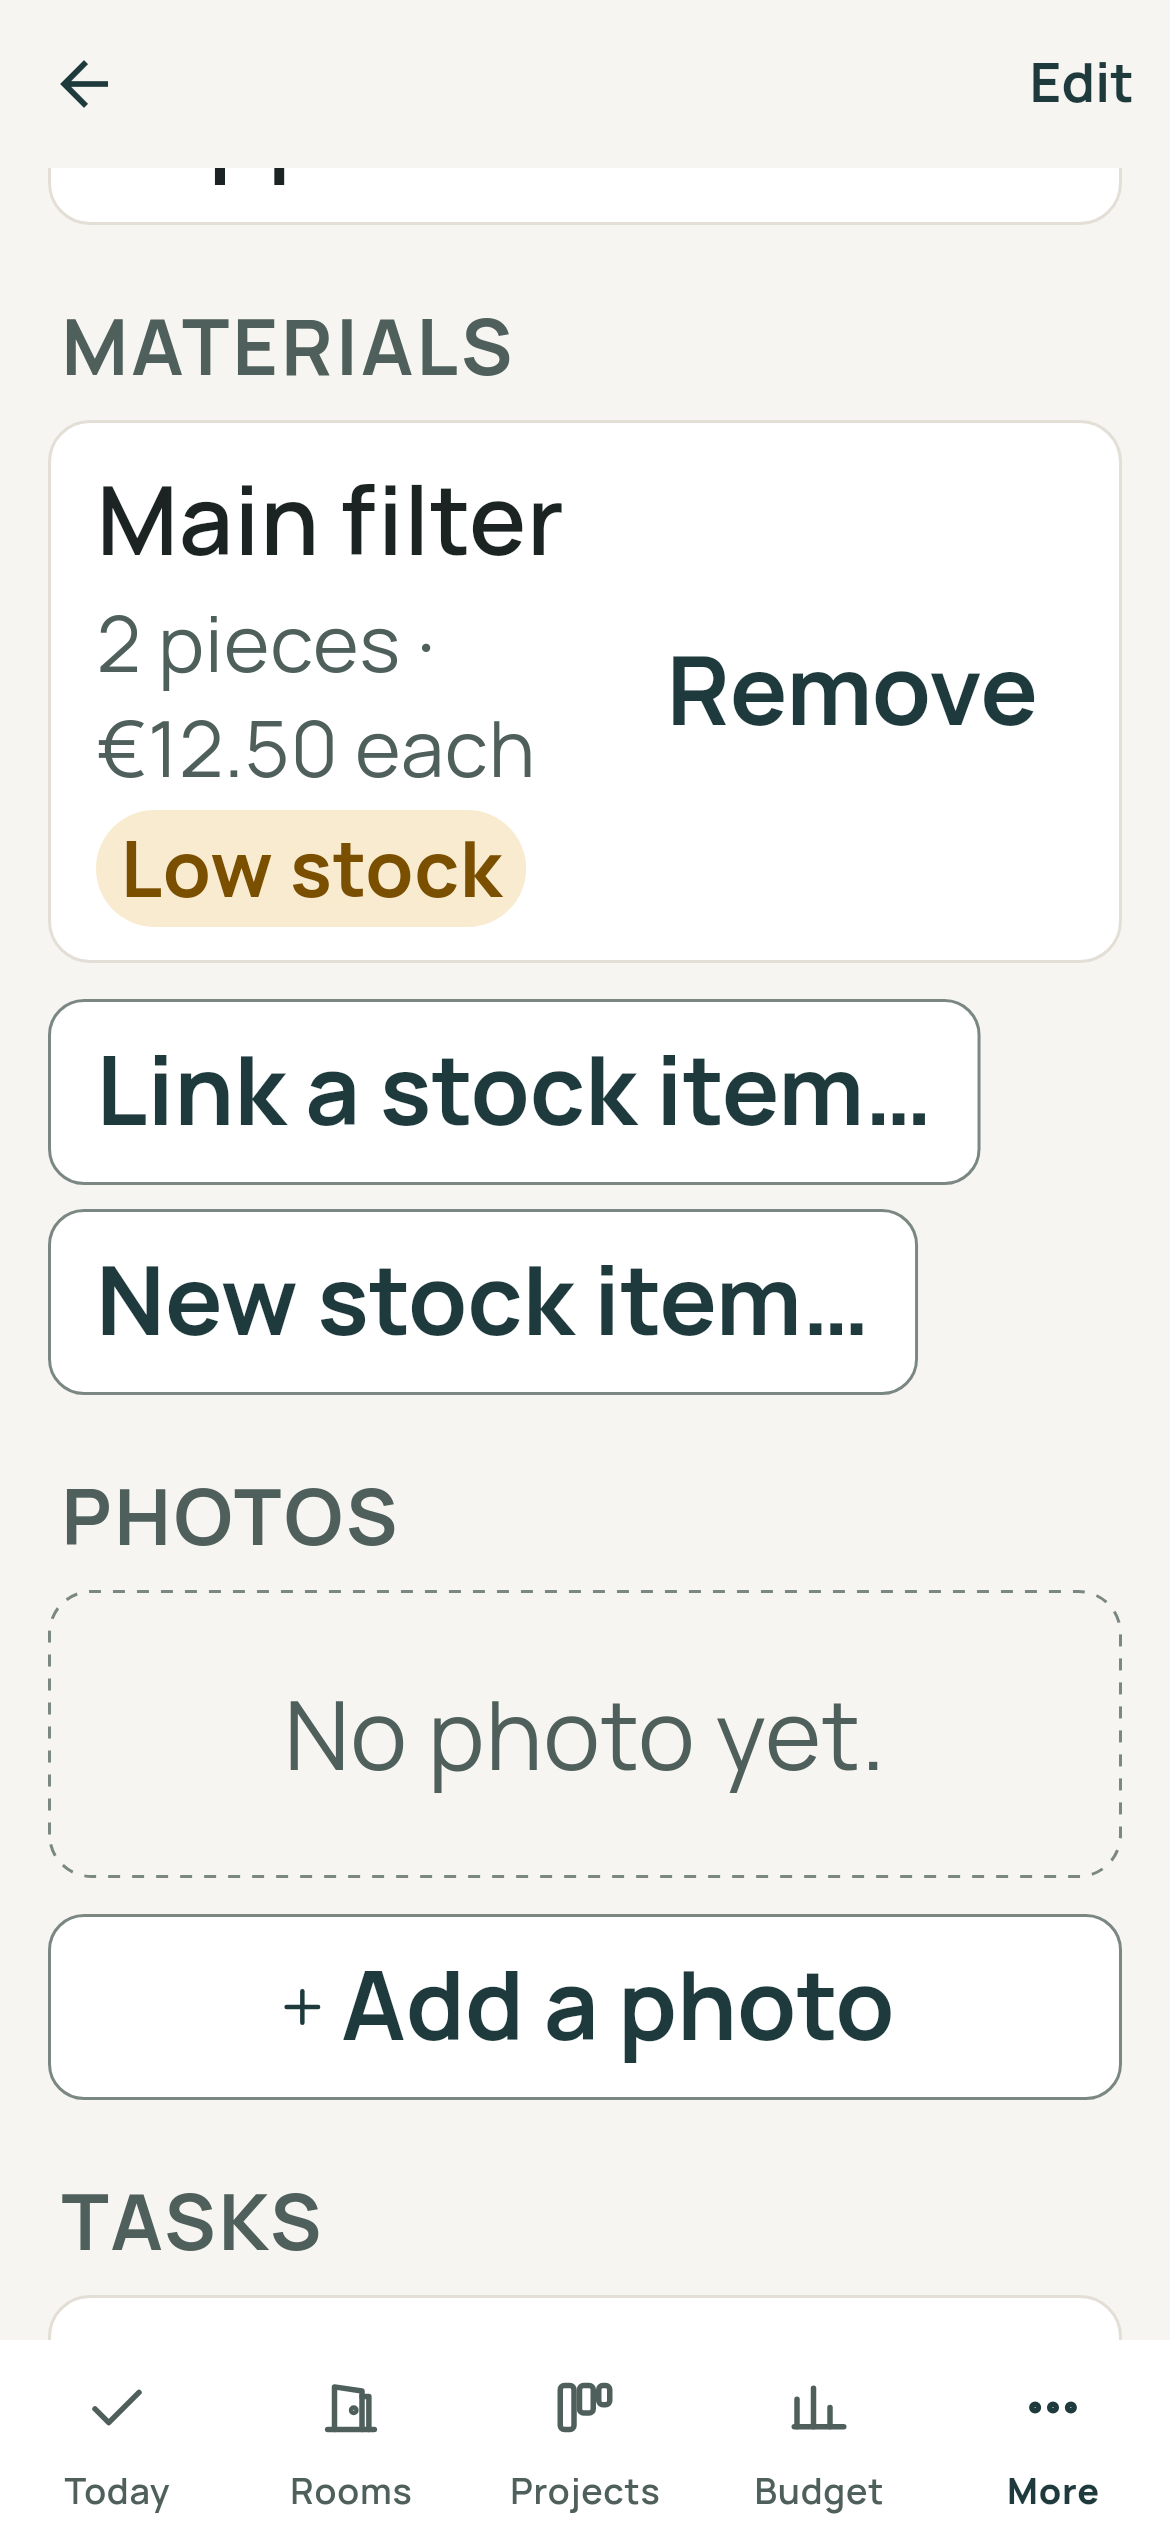 Edit
MATERIALS
Main filter
2 pieces ·
€12.50 each
Remove
Low stock
Link a stock item...
New stock item...
PHOTOS
No photo yet.
+ Add a photo
TASKS
Today
Rooms
Projects
Budget
More